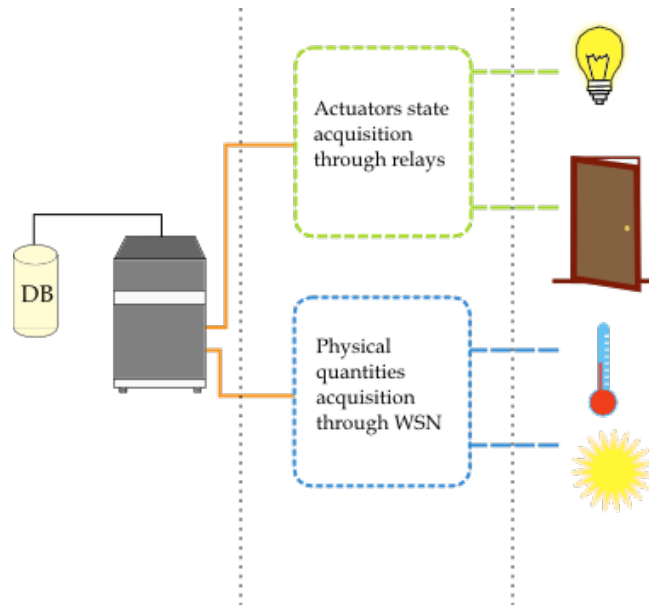 Actuators state
acquisition
through relays
DB
Physical
quantities
acquisition
through WSN